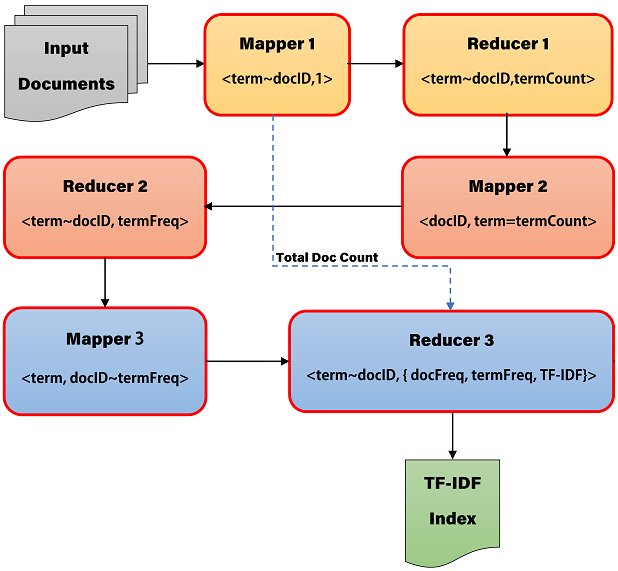 Input
Documents
Mapper 1
<term~docID,1>
Reducer 1
<term~docID,termCount>
Reducer 2
<term~docID, termFreq>
Mapper 2
<docID, term=termCount>
Total Doc Count
Mapper 3
<term, docID~termFreq>
Reducer 3
<term~docID, { docFreq, termFreq, TF-IDF}>
TF-IDF
Index